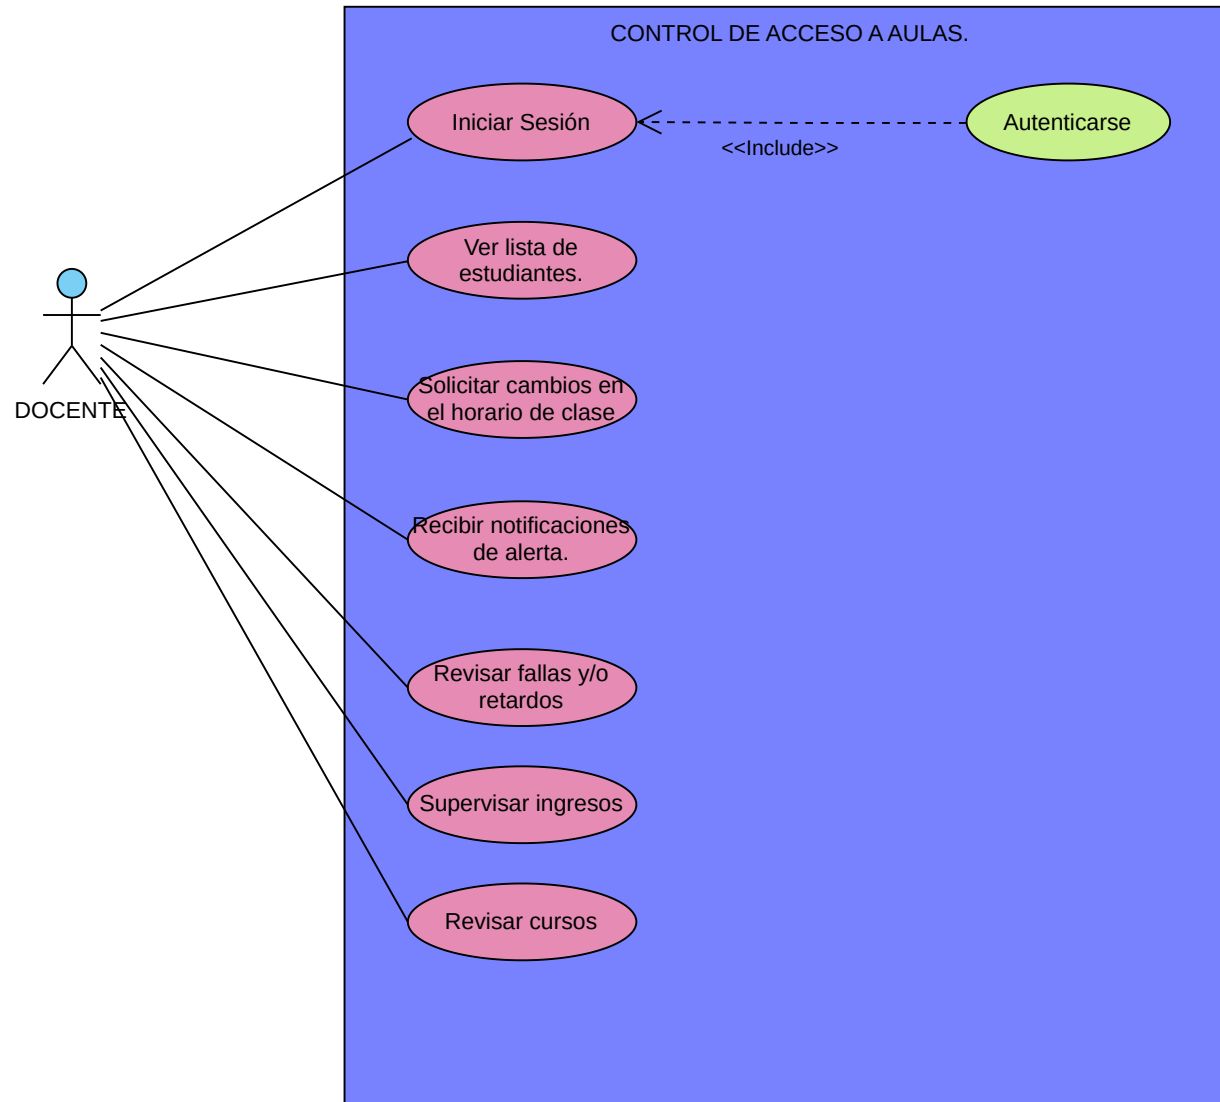 CONTROL DE ACCESO A AULAS.
Iniciar Sesión
Autenticarse
<<Include>>
Ver lista de
estudiantes.
DOCENTE
Solicitar cambios en
el horario de clase
Recibir notificaciones
de alerta.
Revisar fallas y/o
retardos
Supervisar ingresos
Revisar cursos